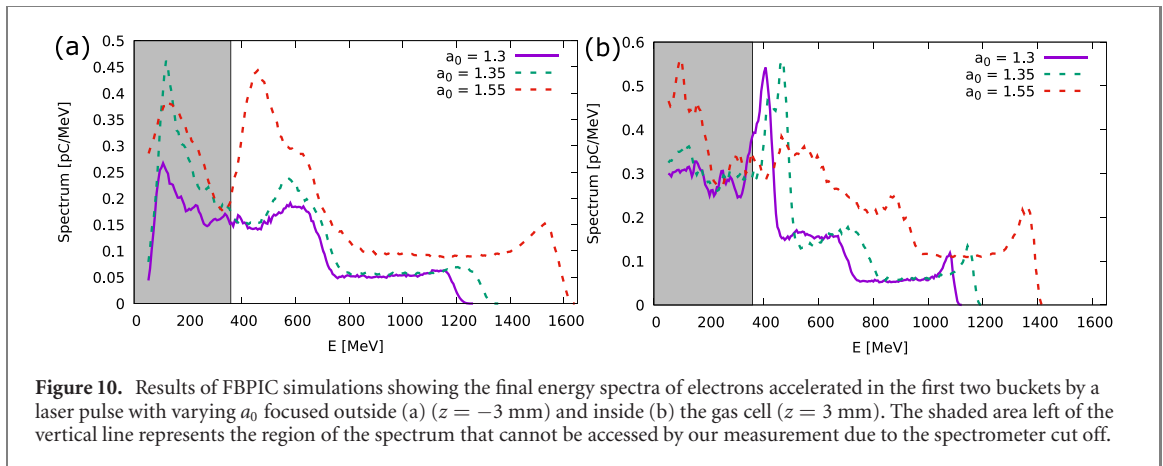 (a)
a0 = 1.3
a0 = 1.35
a0 = 1.55
Spectrum [pC/MeV]
0.5
0.45
0.4
0.35
0.3
0.25
0.2
0.15
0.1
0.05
0
0 200 400 600 800 1000 1200 1400 1600
E [MeV]
(b)
a0 = 1.3
a0 = 1.35
a0 = 1.55
Spectrum [pC/MeV]
0.6
0.5
0.4
0.3
0.2
0.1
0
0 200 400 600 800 1000 1200 1400 1600
E [MeV]
Figure 10. Results of FBPIC simulations showing the final energy spectra of electrons accelerated in the first two buckets by a
laser pulse with varying a0 focused outside (a) (z = −3 mm) and inside (b) the gas cell (z = 3 mm). The shaded area left of the
vertical line represents the region of the spectrum that cannot be accessed by our measurement due to the spectrometer cut off.